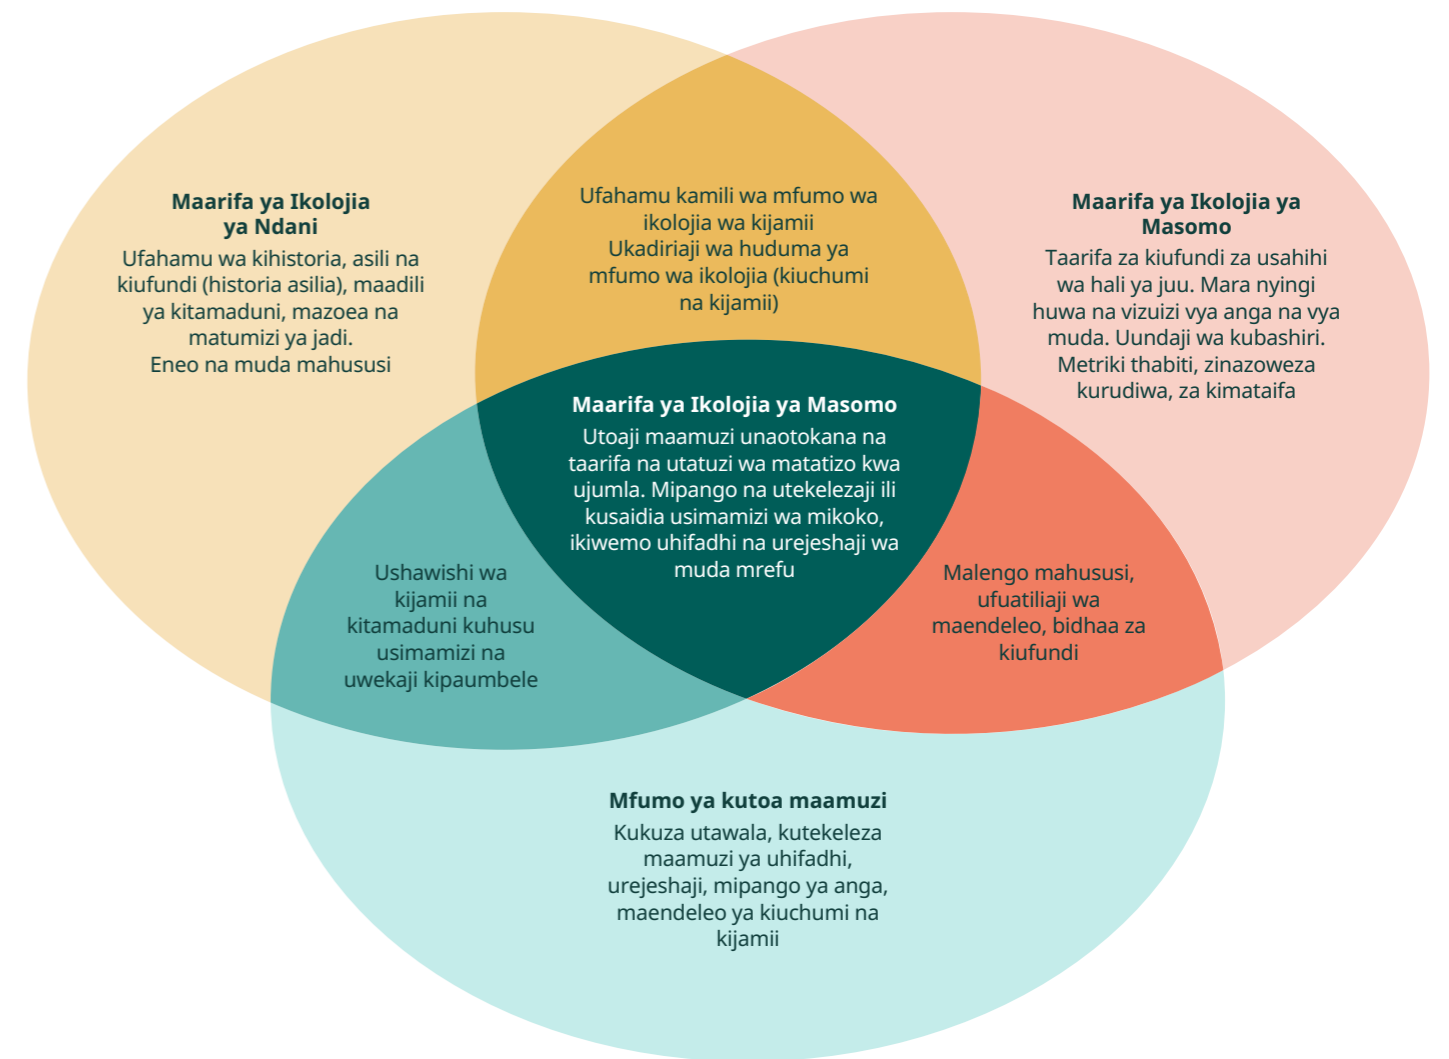 Maarifa ya Ikolojia
ya Ndani
Ufahamu wa kihistoria, asili na
kiufundi (historia asilia), maadili
ya kitamaduni, mazoea na
matumizi ya jadi.
Eneo na muda mahususi
Ufahamu kamili wa mfumo wa
ikolojia wa kijamii
Ukadiriaji wa huduma ya
mfumo wa ikolojia (kiuchumi
na kijamii)
Maarifa ya Ikolojia ya
Masomo
Taarifa za kiufundi za usahihi
wa hali ya juu. Mara nyingi
huwa na vizuizi vya anga na vya
muda. Uundaji wa kubashiri.
Metriki thabiti, zinazoweza
kurudiwa, za kimataifa
Maarifa ya Ikolojia ya Masomo
Utoaji maamuzi unaotokana na
taarifa na utatuzi wa matatizo kwa
ujumla. Mipango na utekelezaji ili
kusaidia usimamizi wa mikoko,
ikiwemo uhifadhi na urejeshaji wa
muda mrefu
Ushawishi wa
kijamii na
kitamaduni kuhusu
usimamizi na
uwekaji kipaumbele
Malengo mahususi,
ufuatiliaji wa
maendeleo, bidhaa za
kiufundi
Mfumo ya kutoa maamuzi
Kukuza utawala, kutekeleza
maamuzi ya uhifadhi,
urejeshaji, mipango ya anga,
maendeleo ya kiuchumi na
kijamii